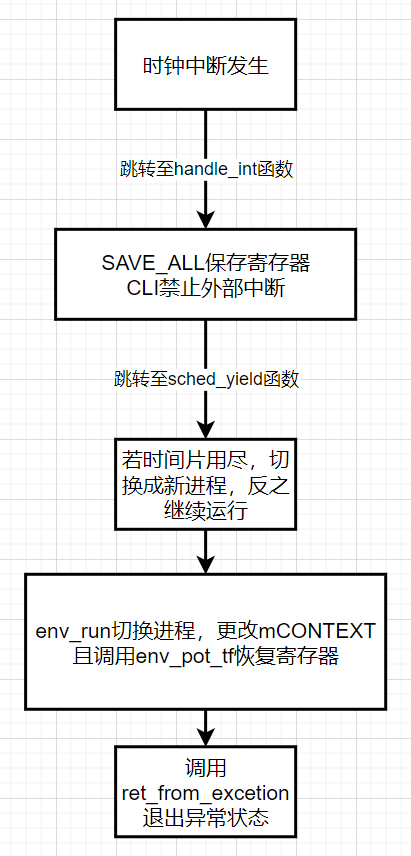 时钟中断发生
跳转至handle_int函数
SAVE_ALL保存寄存器
CLI禁止外部中断
跳转至sched_yield函数
若时间片用尽，切
换成新进程，反之
继续运行
env_run切换进程，更改mCONTEXT
且调用env_pot_tf恢复寄存器
调用
ret_from_excetion
退出异常状态